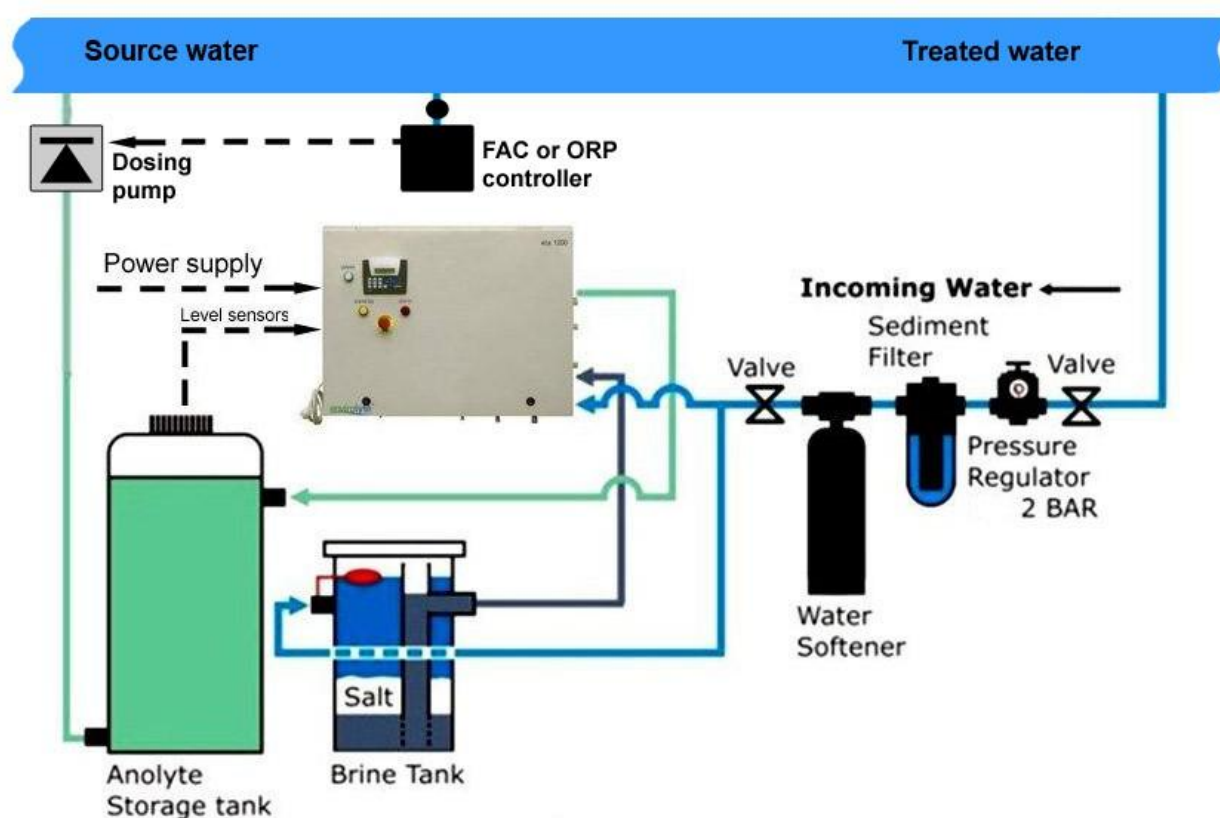 Source water
Treated water
Dosing
pump
FAC or ORP
controller
Power supply
Level sensors
Incoming Water
Sediment
Filter
Valve
Valve
Pressure
Regulator
2 BAR
Water
Softener
Salt
Brine Tank
Anolyte
Storage tank